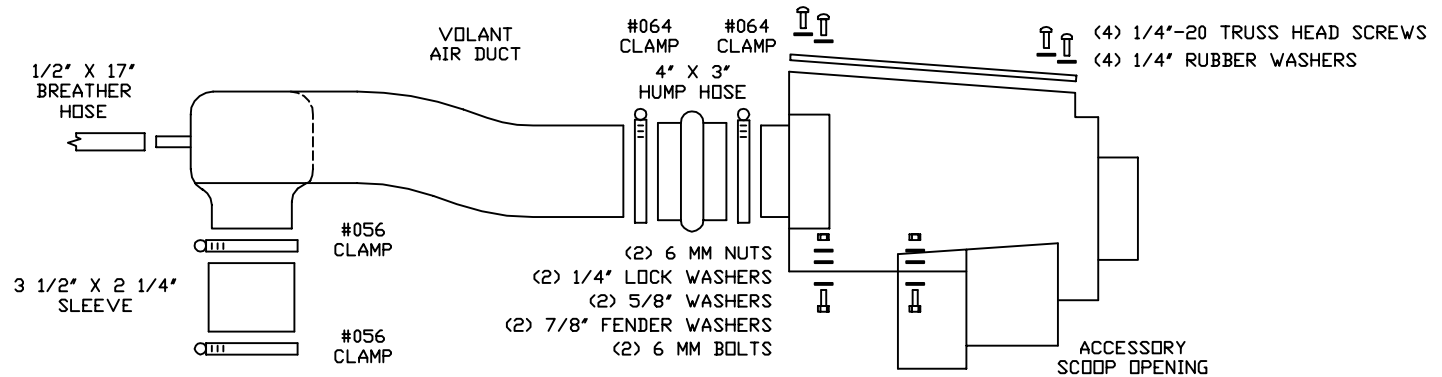 VOLANT
AIR DUCT
#064
CLAMP
#064
CLAMP
(4) 1/4"-20 TRUSS HEAD SCREWS
(4) 1/4" RUBBER WASHERS
1/2" X 17"
BREATHER
HOSE
4" X 3"
HUMP HOSE
#056
CLAMP
3 1/2" X 2 1/4"
SLEEVE
#056
CLAMP
(2) 6 MM NUTS
(2) 1/4" LOCK WASHERS
(2) 5/8" WASHERS
(2) 7/8" FENDER WASHERS
(2) 6 MM BOLTS
ACCESSORY
SCOOP OPENING